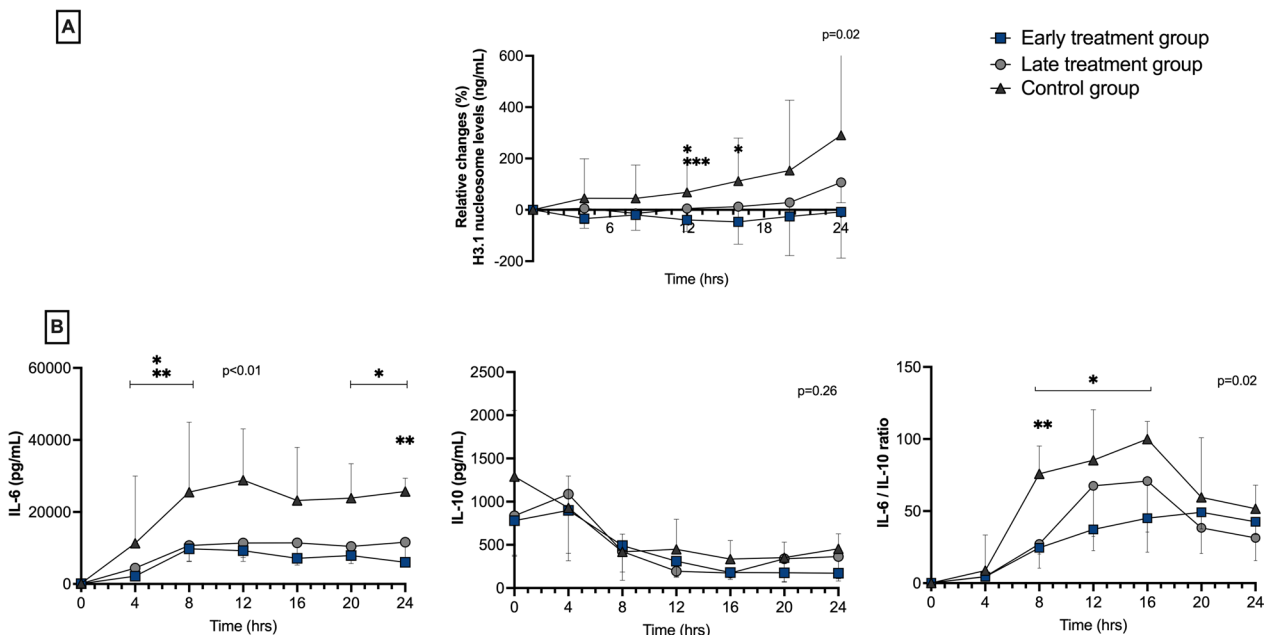 A
p=0.02
Early treatment group
Late treatment group
Control group
Relative changes (%)
H3.1 nucleosome levels (ng/mL)
600
400
200
0
-200
6
12
18
24
*
***
*
Time (hrs)
B
60000
40000
20000
0
IL-6 (pg/mL)
*
**
p<0.01
*
**
0
4
8
12
16
20
24
Time (hrs)
2500
2000
1500
1000
500
0
IL-10 (pg/mL)
p=0.26
0
4
8
12
16
20
24
Time (hrs)
150
100
50
0
IL-6 / IL-10 ratio
*
**
p=0.02
0
4
8
12
16
20
24
Time (hrs)